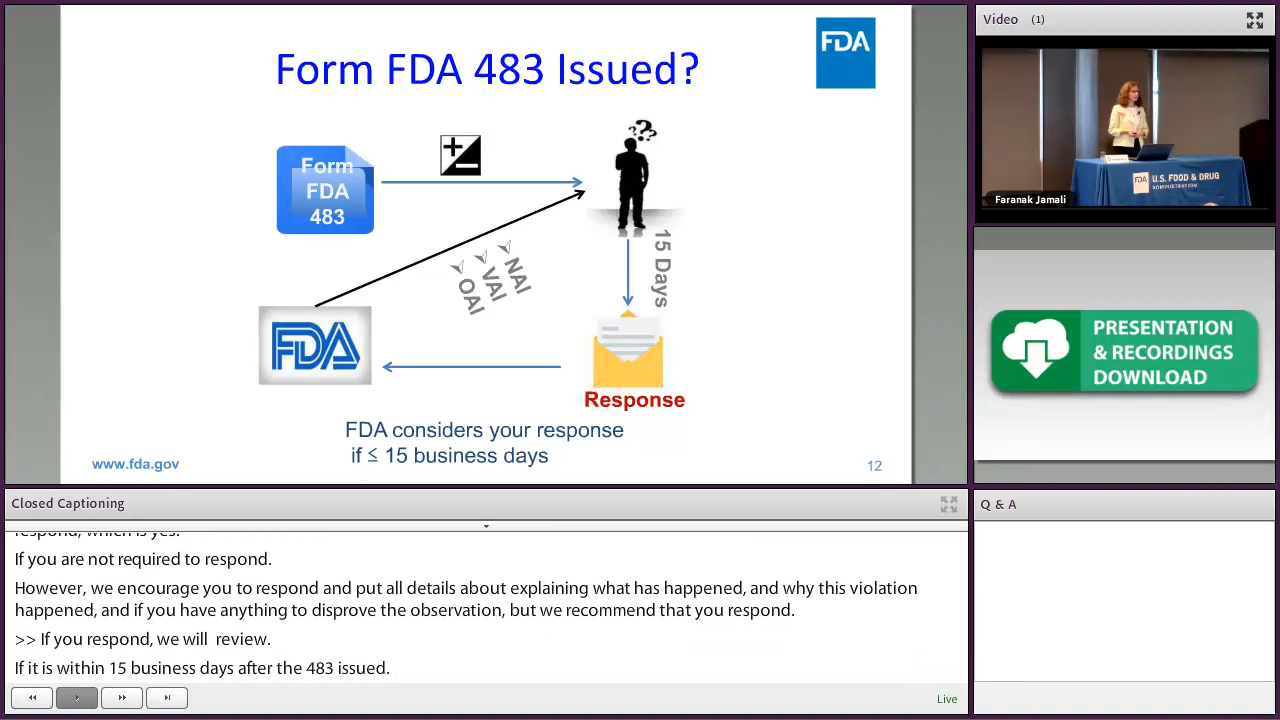 Form FDA 483 Issued?
FDA
Form
FDA
483
+
???
15 Days
NAI
VAI
OAI
FDA
Response
FDA considers your response
if ≤ 15 business days
www.fda.gov
12
Video (1)
FDA U.S. FOOD & DRUG
ADMINISTRATION
Faranak Jamali
PRESENTATION
& RECORDINGS
DOWNLOAD
Closed Captioning
respond, which is yes.
If you are not required to respond.
However, we encourage you to respond and put all details about explaining what has happened, and why this violation
happened, and if you have anything to disprove the observation, but we recommend that you respond.
>> If you respond, we will review.
If it is within 15 business days after the 483 issued.
Live
Q & A